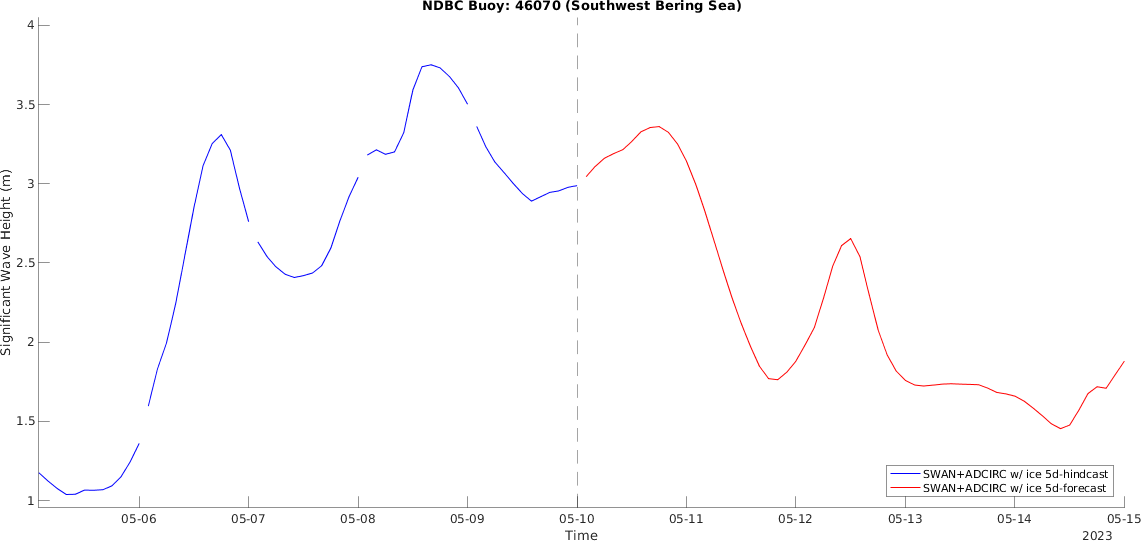 NDBC Buoy: 46070 (Southwest Bering Sea)
4
3.5
3
2.5
2
1.5
1
Significant Wave Height (m)
SWAN+ADCIRC w/ ice 5d-hindcast
SWAN+ADCIRC w/ ice 5d-forecast
05-06 05-07 05-08 05-09 05-10 05-11 05-12 05-13 05-14 05-15
Time
2023